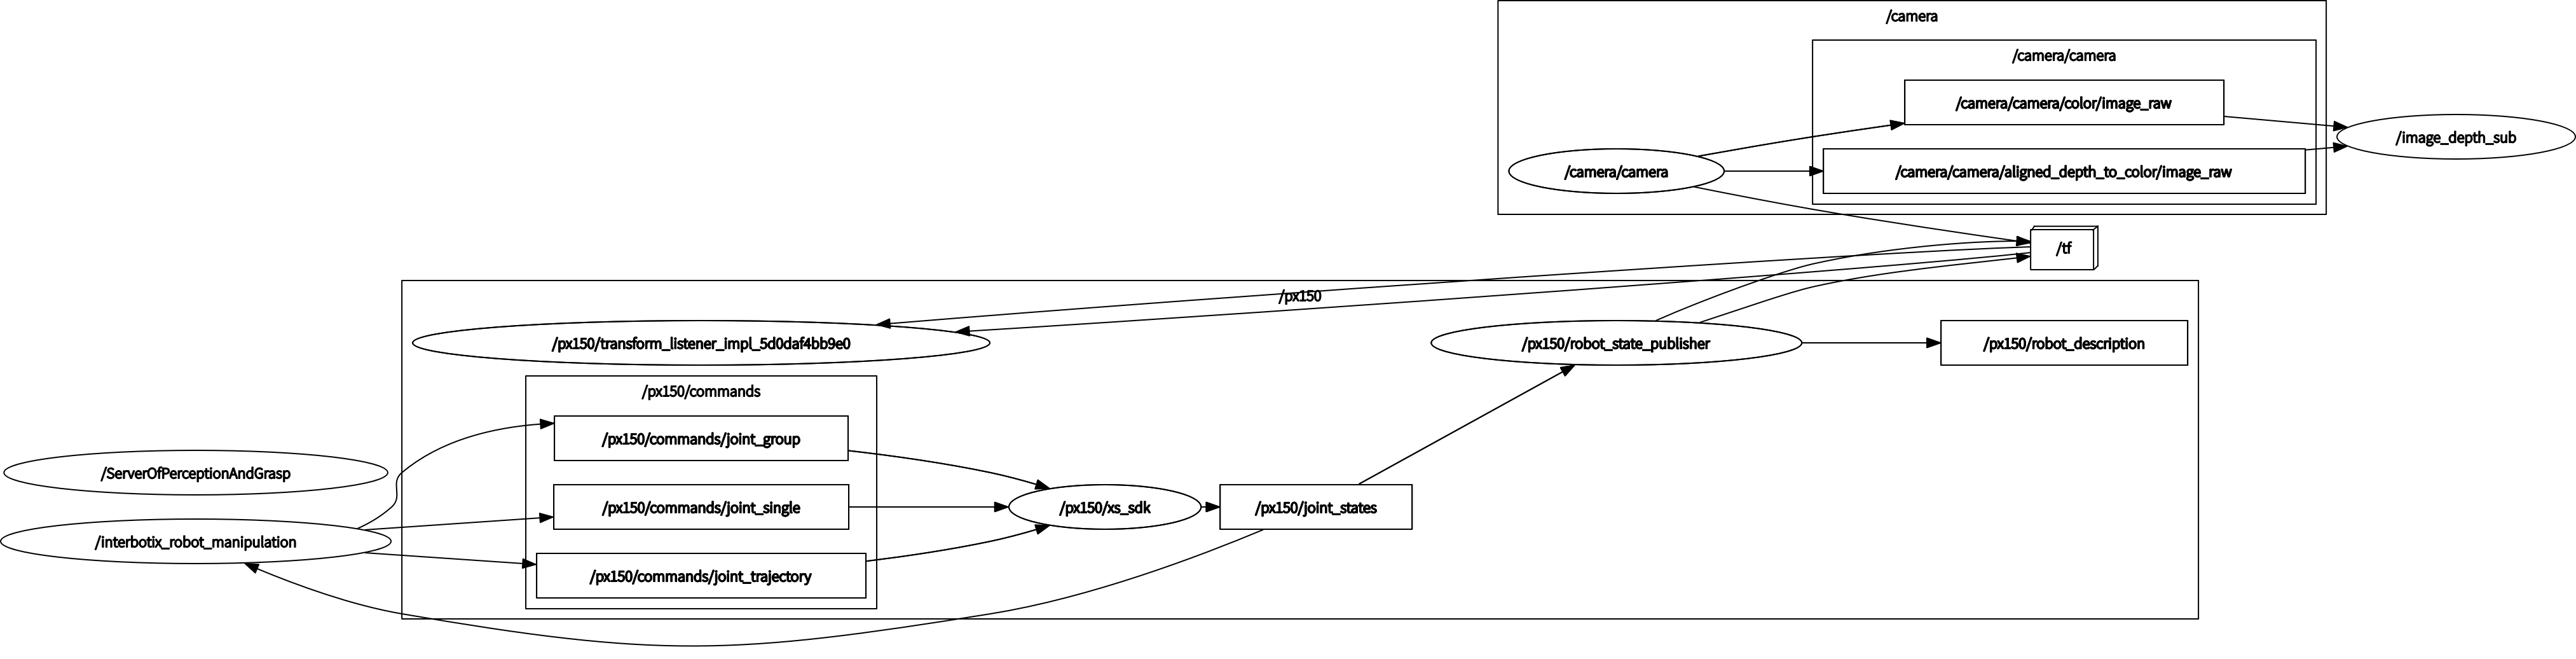 /camera
/camera/camera
/camera/camera/color/image_raw
/camera/camera
/camera/camera/aligned_depth_to_color/image_raw
/image_depth_sub
/tf
/px150
/px150/transform_listener_impl_5d0daf4bb9e0
/px150/robot_state_publisher
/px150/robot_description
/px150/commands
/px150/commands/joint_group
/ServerOfPerceptionAndGrasp
/px150/commands/joint_single
/px150/xs_sdk
/px150/joint_states
/interbotix_robot_manipulation
/px150/commands/joint_trajectory